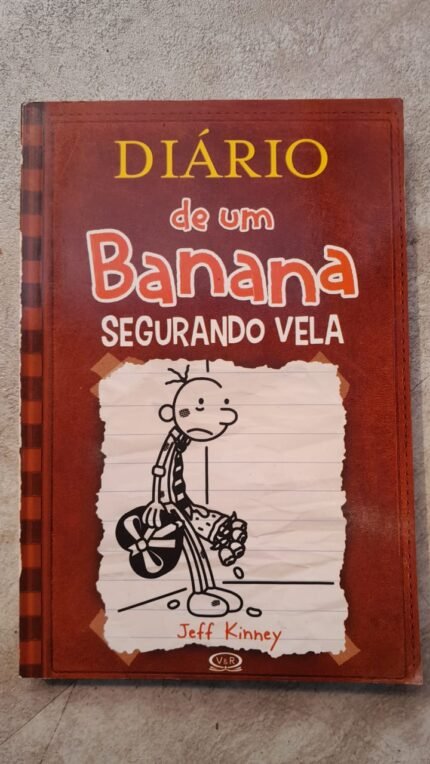 DIÁRIO
de um
Banana
SEGURANDO VELA
Jeff Kinney
V&R